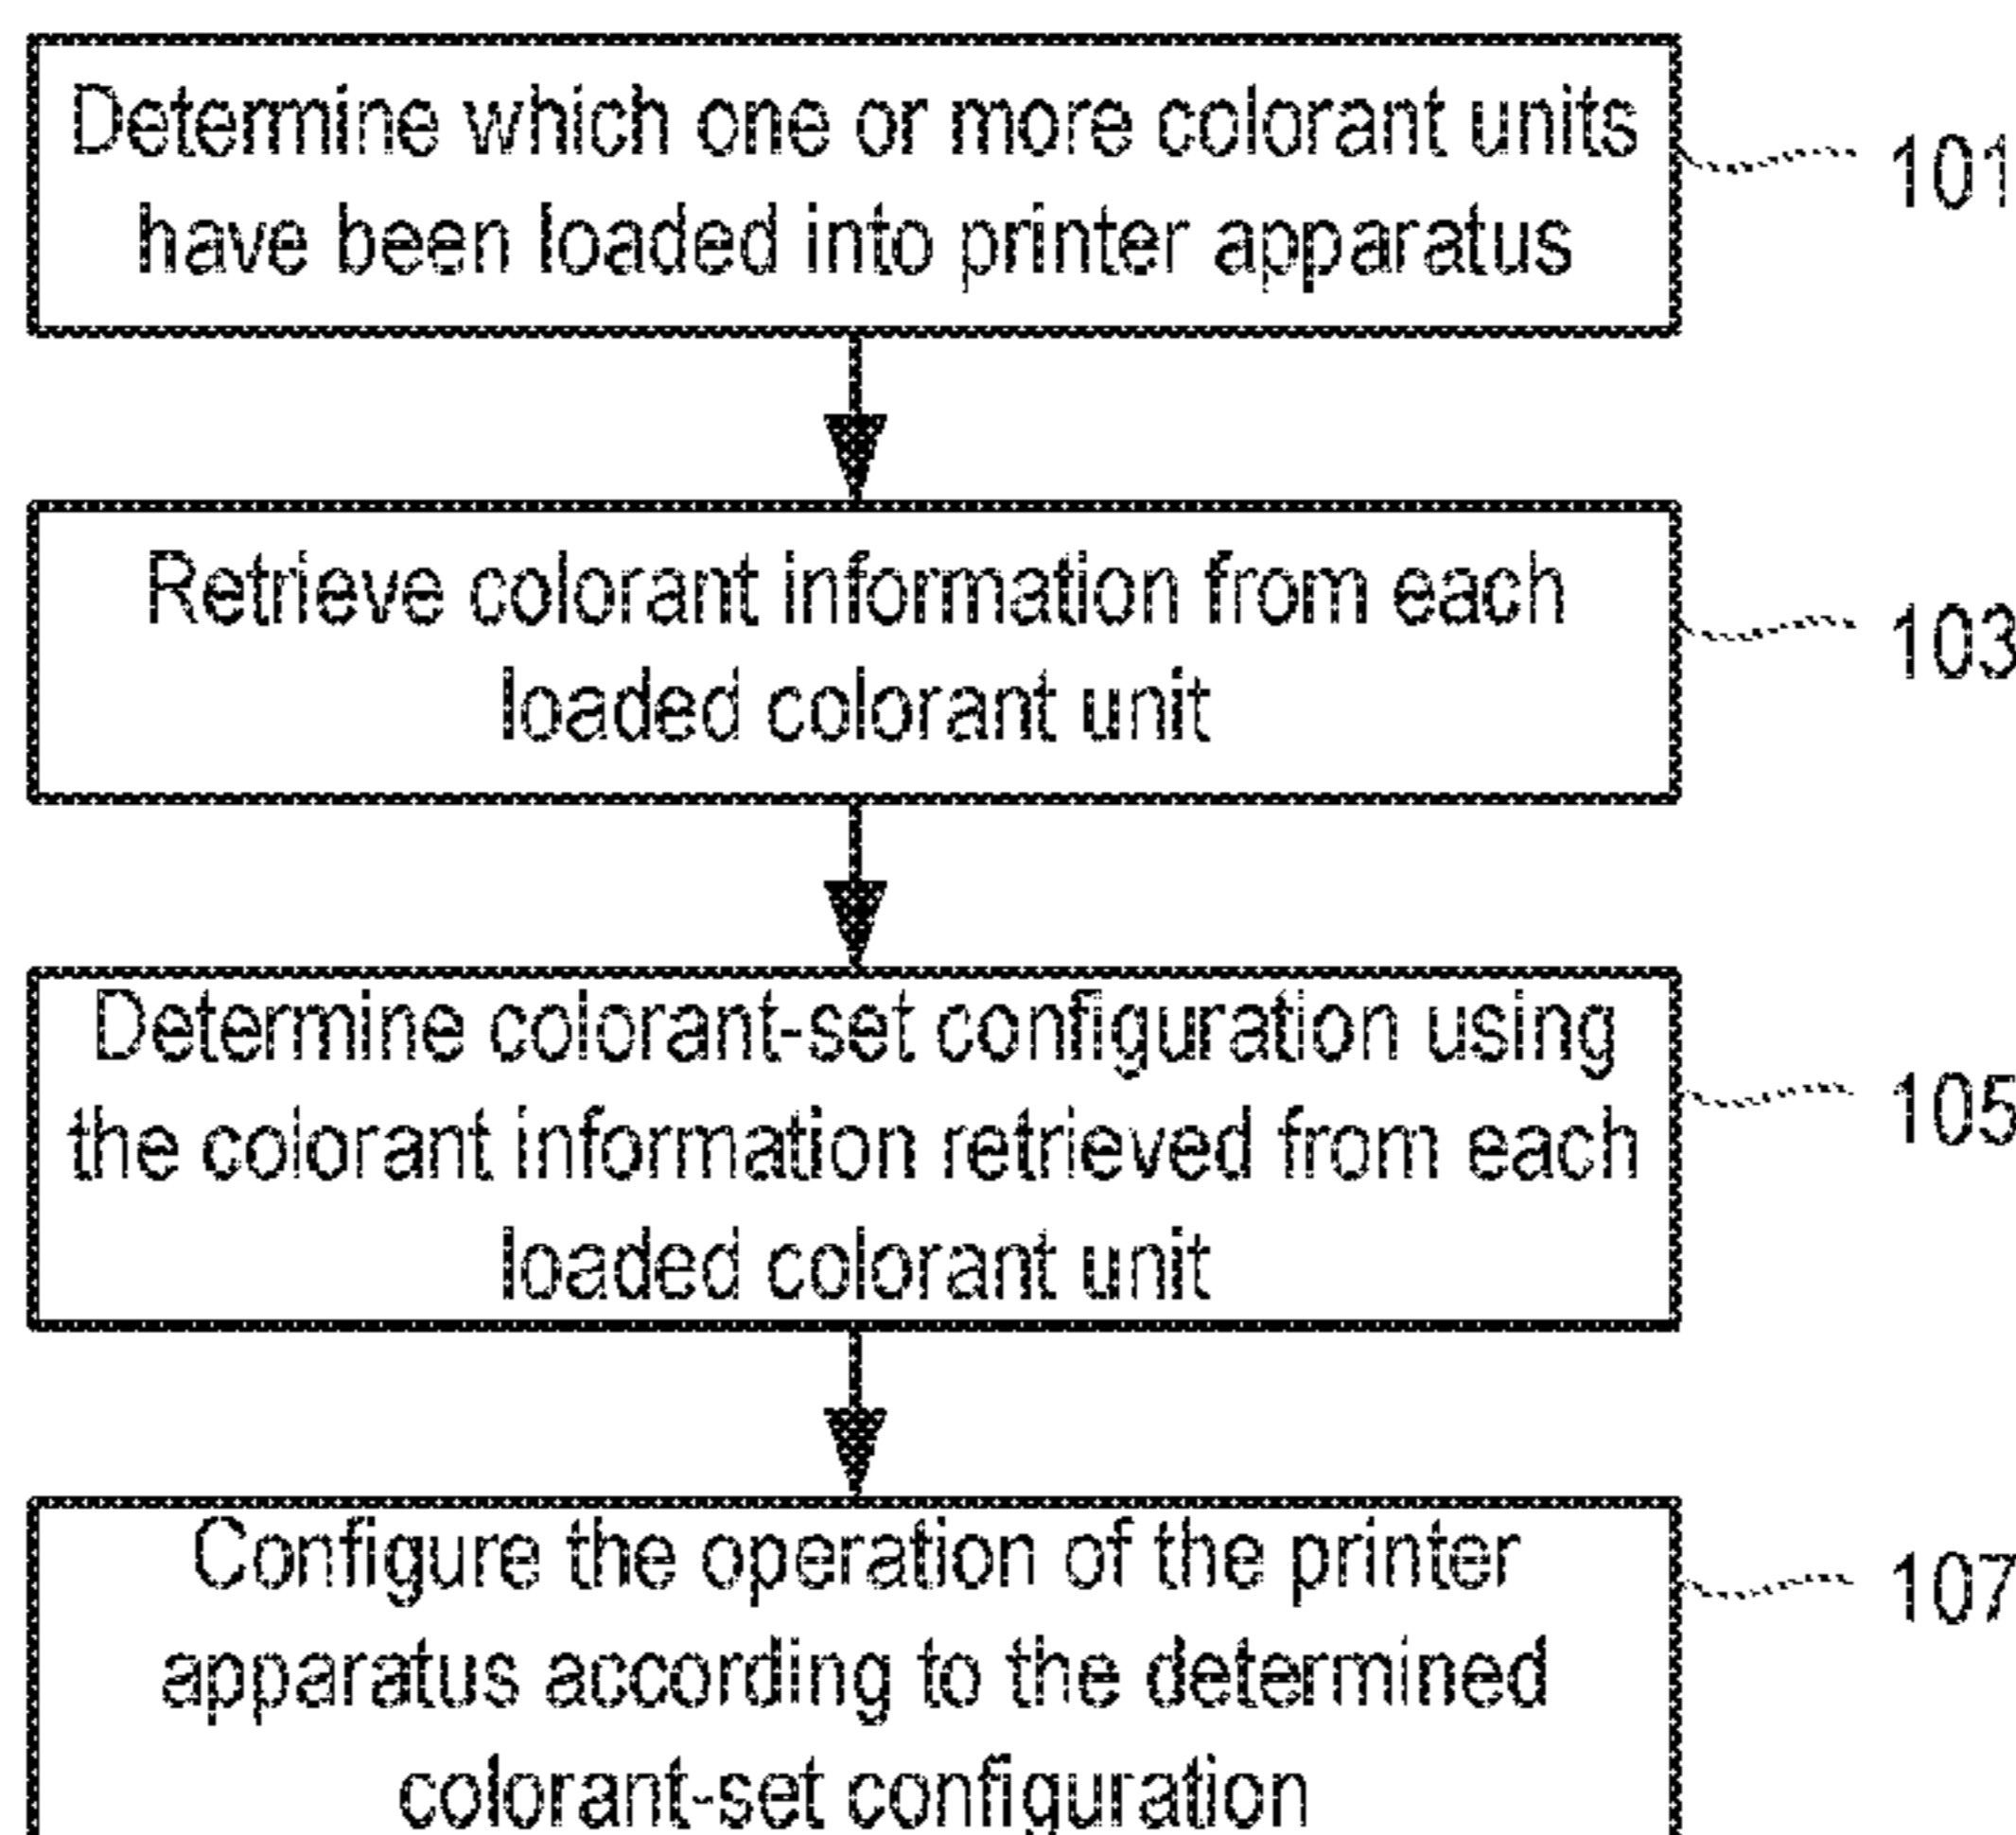 Determine which one or more colorant units
have been loaded into printer apparatus
101
Retrieve colorant information from each
loaded colorant unit
103
Determine colorant-set configuration using
the colorant information retrieved from each
loaded colorant unit
105
Configure the operation of the printer
apparatus according to the determined
colorant-set configuration
107